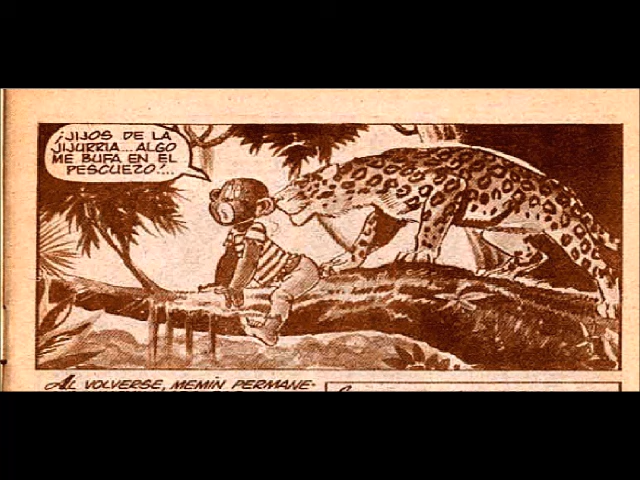 ¡JIJOS DE LA
JIJURRIA...ALGO
ME BUFA EN EL
PESCUEZO!...
AL VOLVERSE, MEMÍN PERMANE-